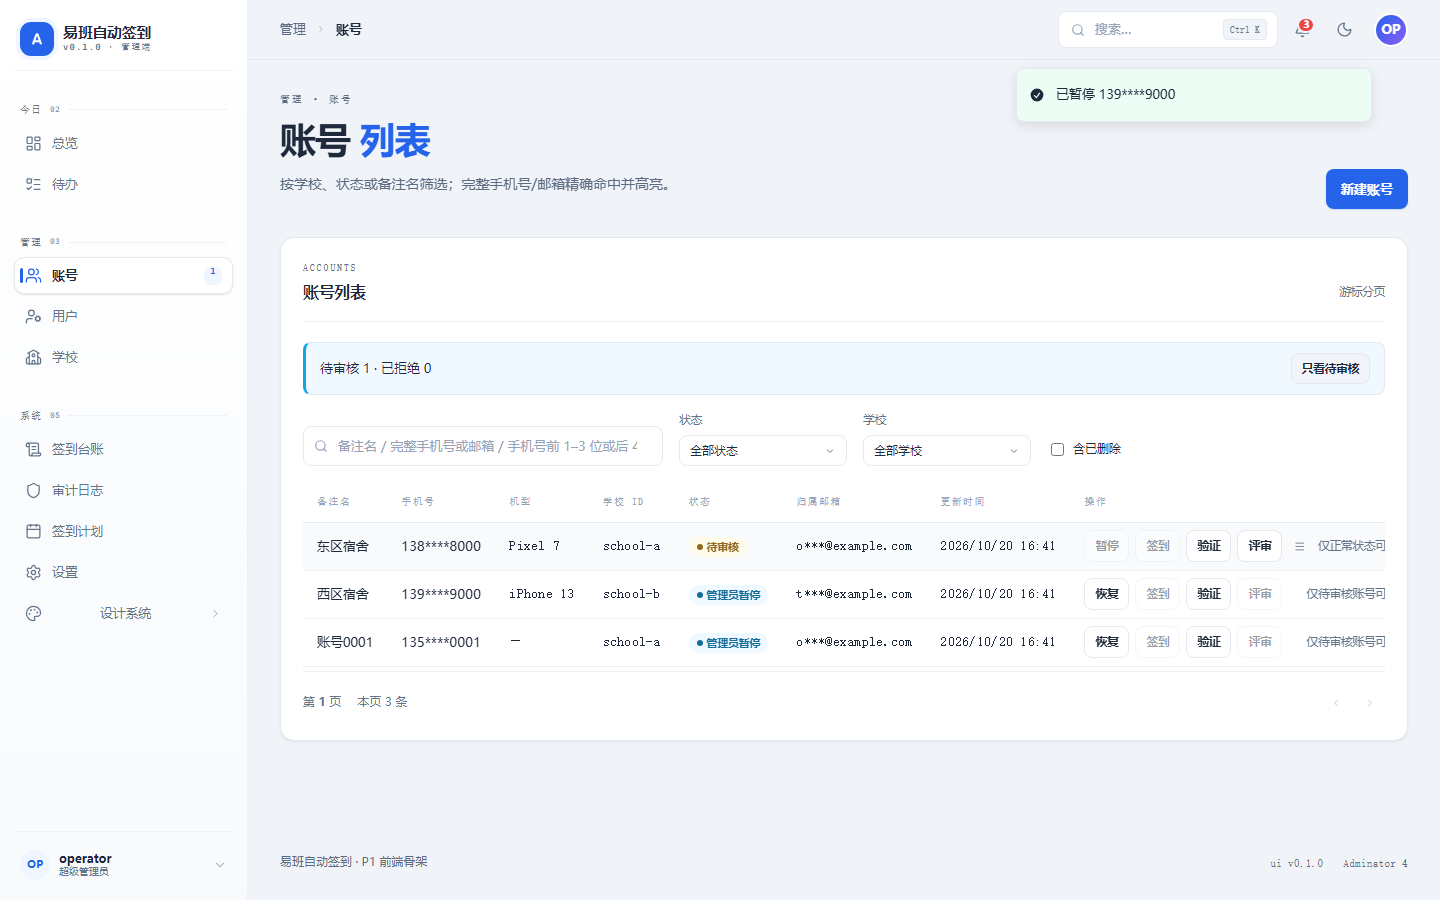 A
易班自动签到
v0.1.0 · 管理端
今日 02
总览
待办
管理 03
账号 1
用户
学校
系统 05
签到台账
审计日志
签到计划
设置
设计系统
OP
operator
超级管理员
管理 › 账号
搜索...
Ctrl K
3
OP
已暂停 139****9000
管理 · 账号
账号 列表
按学校、状态或备注名筛选；完整手机号/邮箱精确命中并高亮。
新建账号
ACCOUNTS
账号列表
游标分页
待审核 1 · 已拒绝 0
只看待审核
状态
学校
备注名 / 完整手机号或邮箱 / 手机号前 1–3 位或后
全部状态
全部学校
含已删除
备注名 手机号 机型 学校 ID 状态 归属邮箱 更新时间 操作
东区宿舍 138****8000 Pixel 7 school-a 待审核 o***@example.com 2026/10/20 16:41 暂停 签到 验证 评审 仅正常状态可
西区宿舍 139****9000 iPhone 13 school-b 管理员暂停 t***@example.com 2026/10/20 16:41 恢复 签到 验证 评审 仅待审核账号可
账号0001 135****0001 — school-a 管理员暂停 o***@example.com 2026/10/20 16:41 恢复 签到 验证 评审 仅待审核账号可
第 1 页 本页 3 条
易班自动签到 · P1 前端骨架
ui v0.1.0 Adminator 4